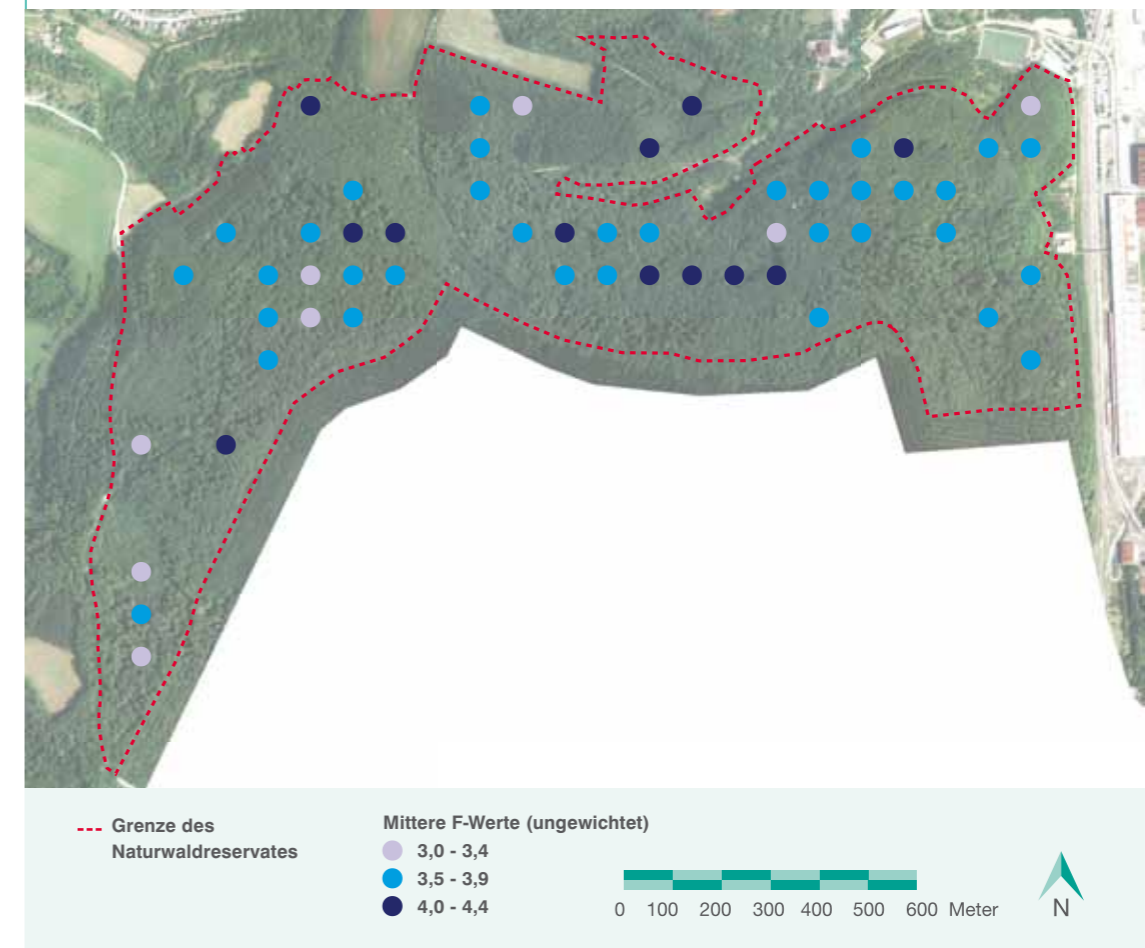 Grenze des
Naturwaldreservates
Mittere F-Werte (ungewichtet)
3,0 - 3,4
3,5 - 3,9
4,0 - 4,4
0 100 200 300 400 500 600 Meter
N